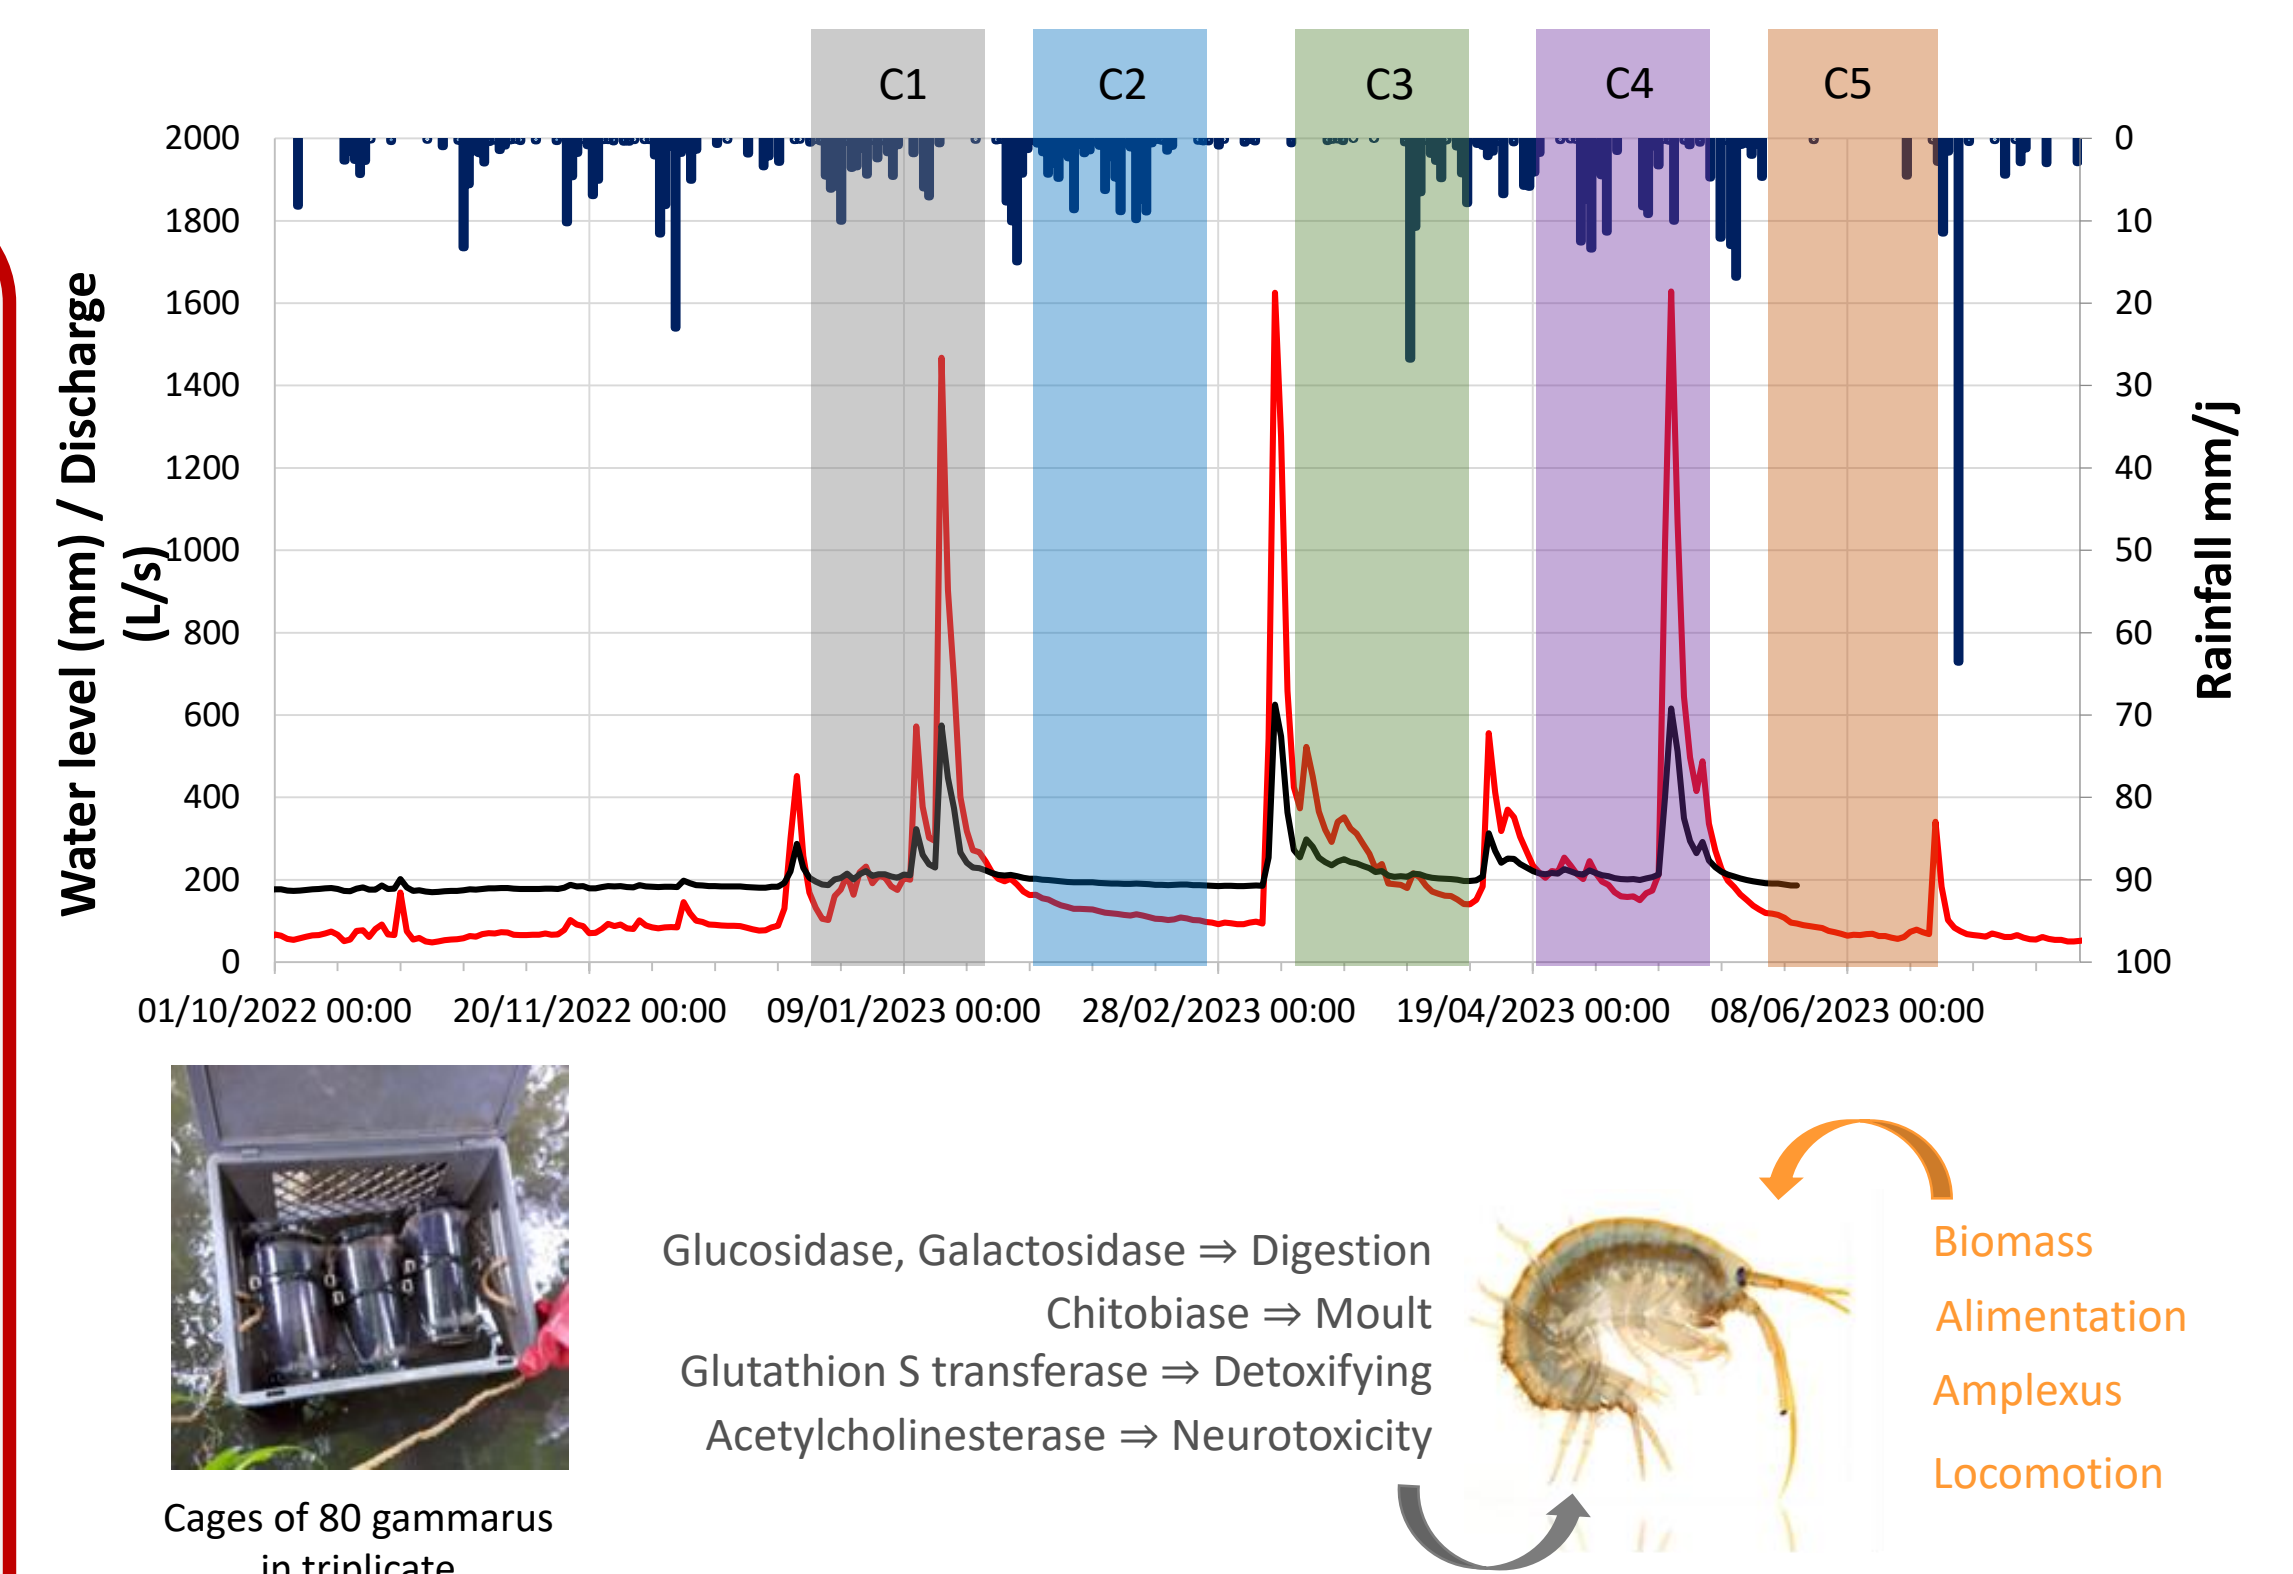 C1 C2 C3 C4 C5
Water level (mm) / Discharge
(L/s)
2000
1800
1600
1400
1200
1000
800
600
400
200
0
0
10
20
30
40
50
60
70
80
90
100
Rainfall mm/j
01/10/2022 00:00 20/11/2022 00:00 09/01/2023 00:00 28/02/2023 00:00 19/04/2023 00:00 08/06/2023 00:00
Cages of 80 gammarus
in triplicate
Glucosidase, Galactosidase ⇒ Digestion
Chitobiase ⇒ Moult
Glutathion S transferase ⇒ Detoxifying
Acetylcholinesterase ⇒ Neurotoxicity
Biomass
Alimentation
Amplexus
Locomotion